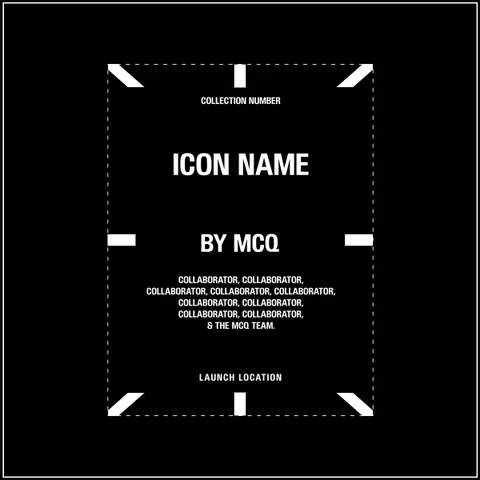 COLLECTION NUMBER
ICON NAME
BY MCQ
COLLABORATOR, COLLABORATOR,
COLLABORATOR, COLLABORATOR, COLLABORATOR,
COLLABORATOR, COLLABORATOR,
COLLABORATOR, COLLABORATOR,
& THE MCQ TEAM.
LAUNCH LOCATION